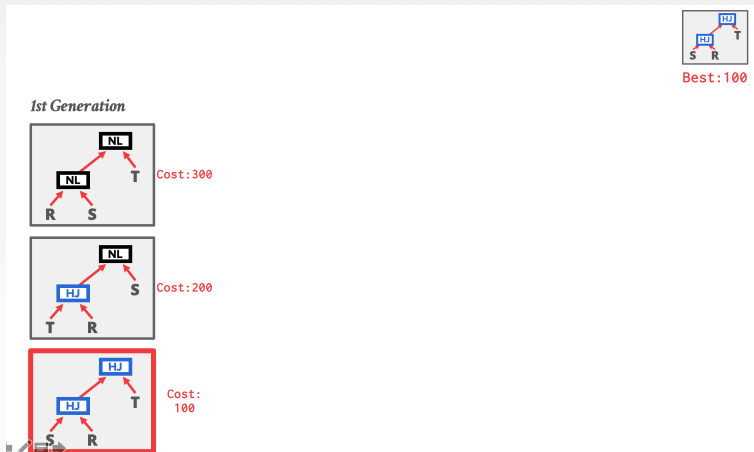 HJ
HJ
T
S R
Best:100
1st Generation
NL
NL
T
Cost:300
R S
NL
HJ
S
Cost:200
T R
HJ
HJ
T
Cost:
100
S R